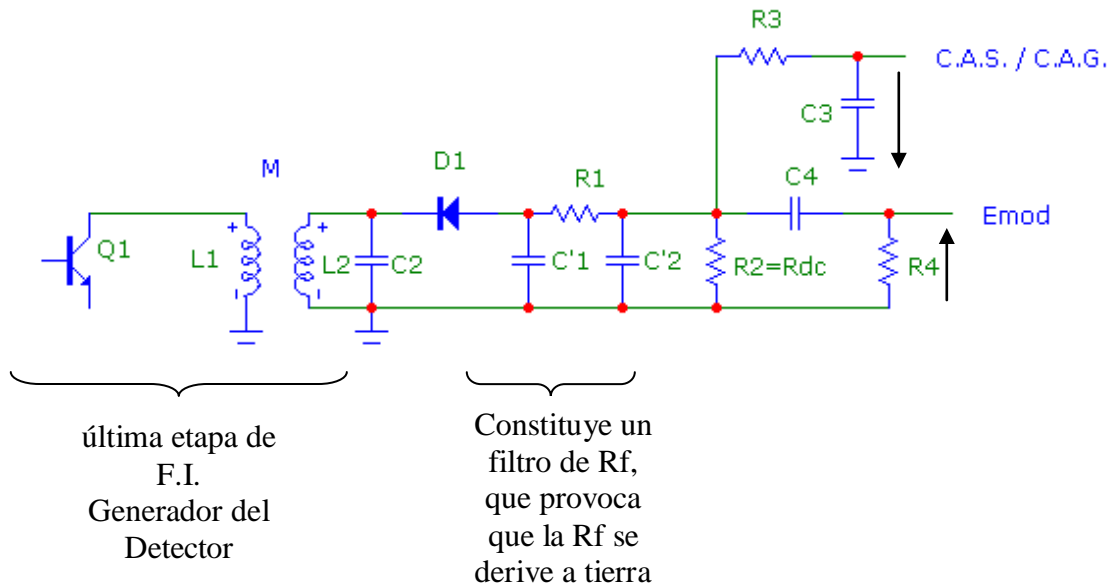 R3
C.A.S. / C.A.G.
C3
M
D1
R1
C4
Emod
Q1
+
L1
+
L2
C2
C'1
C'2
R2=Rdc
R4
última etapa de
F.I.
Generador del
Detector
Constituye un
filtro de Rf,
que provoca
que la Rf se
derive a tierra